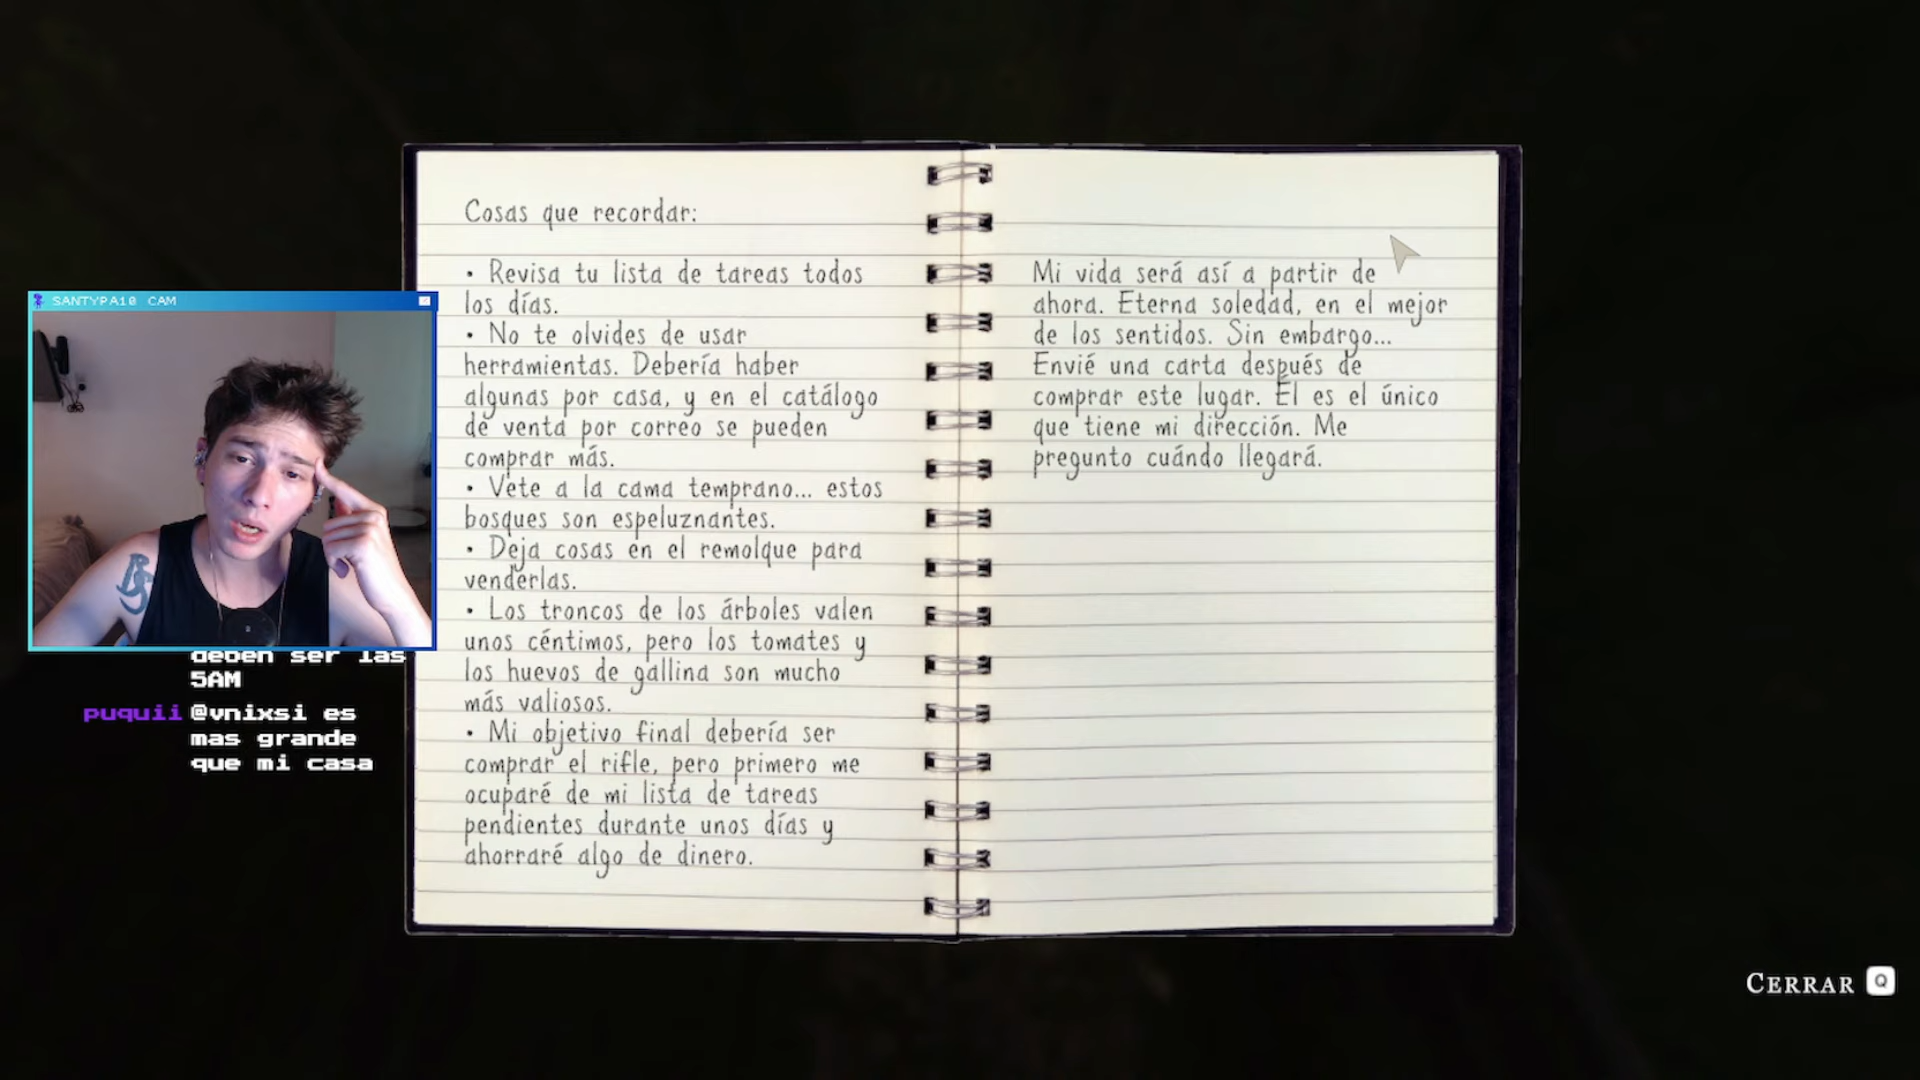 Cosas que recordar:
• Revisa tu lista de tareas todos
los días.
• No te olvides de usar
herramientas. Debería haber
algunas por casa, y en el catálogo
de venta por correo se pueden
comprar más.
• Vete a la cama temprano... estos
bosques son espeluznantes.
• Deja cosas en el remolque para
venderlas.
• Los troncos de los árboles valen
unos céntimos, pero los tomates y
los huevos de gallina son mucho
más valiosos.
• Mi objetivo final debería ser
comprar el rifle, pero primero me
ocuparé de mi lista de tareas
pendientes durante unos días y
ahorraré algo de dinero.
Mi vida será así a partir de
ahora. Eterna soledad, en el mejor
de los sentidos. Sin embargo...
Envié una carta después de
comprar este lugar. Él es el único
que tiene mi dirección. Me
pregunto cuándo llegará.
SANTYPA10 CAM
deben ser las
5AM
puquii @vnixsi es
mas grande
que mi casa
CERRAR Q